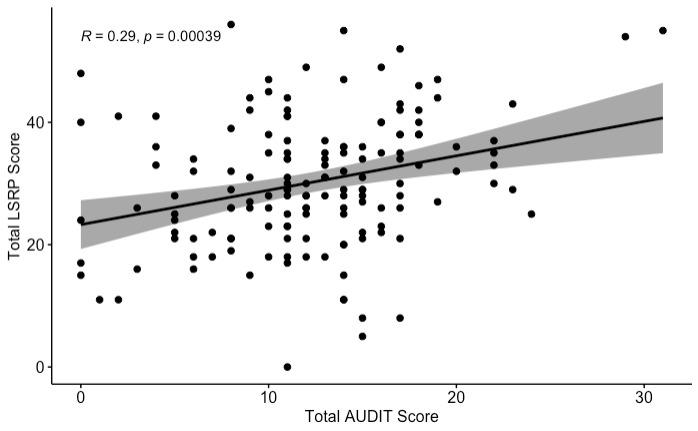 R = 0.29, p = 0.00039
Total LSRP Score
40
20
0
0 10 20 30
Total AUDIT Score